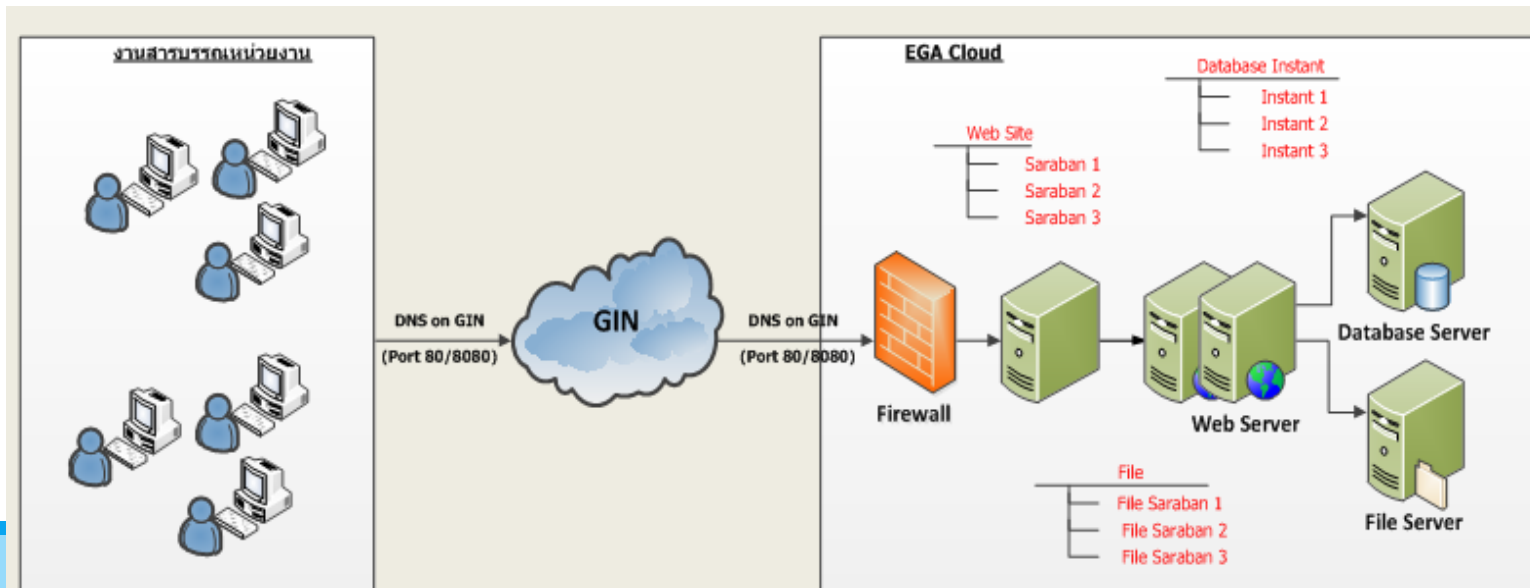 งานสารบรรณหน่วยงาน
EGA Cloud
Database Instant
Instant 1
Instant 2
Instant 3
Web Site
Saraban 1
Saraban 2
Saraban 3
DNS on GIN
(Port 80/8080)
GIN
DNS on GIN
(Port 80/8080)
Firewall
Web Server
Database Server
File Server
File
File Saraban 1
File Saraban 2
File Saraban 3